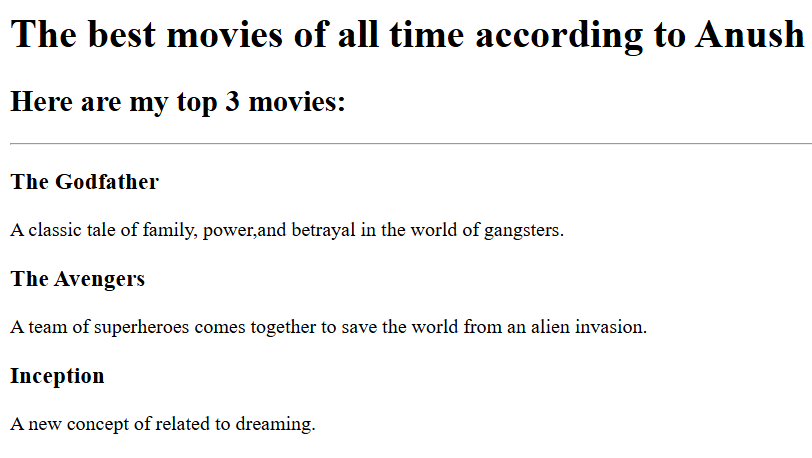 The best movies of all time according to Anush
Here are my top 3 movies:
The Godfather
A classic tale of family, power,and betrayal in the world of gangsters.
The Avengers
A team of superheroes comes together to save the world from an alien invasion.
Inception
A new concept of related to dreaming.